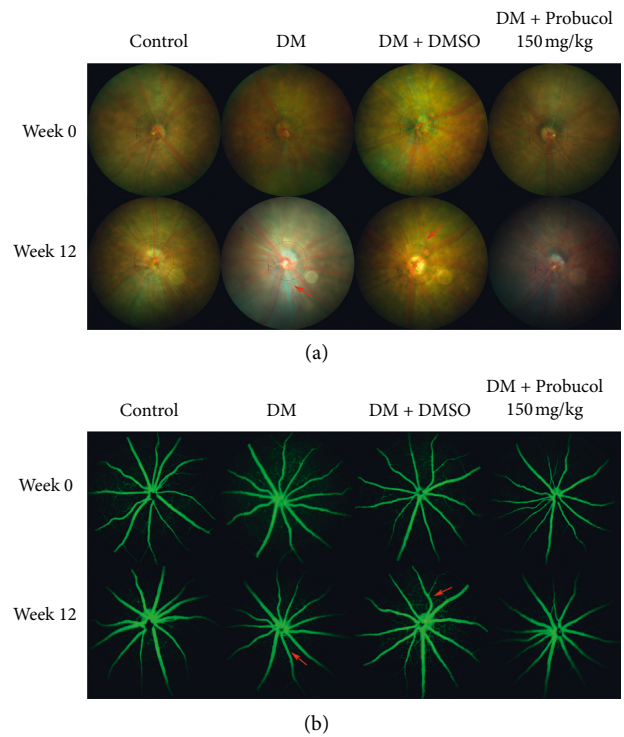 Control DM DM + DMSO DM + Probucol
150 mg/kg
Week 0
Week 12
(a)
Control DM DM + DMSO DM + Probucol
150 mg/kg
Week 0
Week 12
(b)